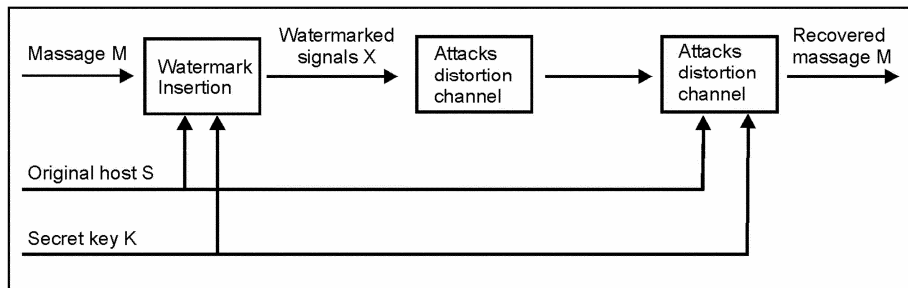 Massage M
Watermark
Insertion
Watermarked
signals X
Attacks
distortion
channel
Attacks
distortion
channel
Recovered
massage M
Original host S
Secret key K